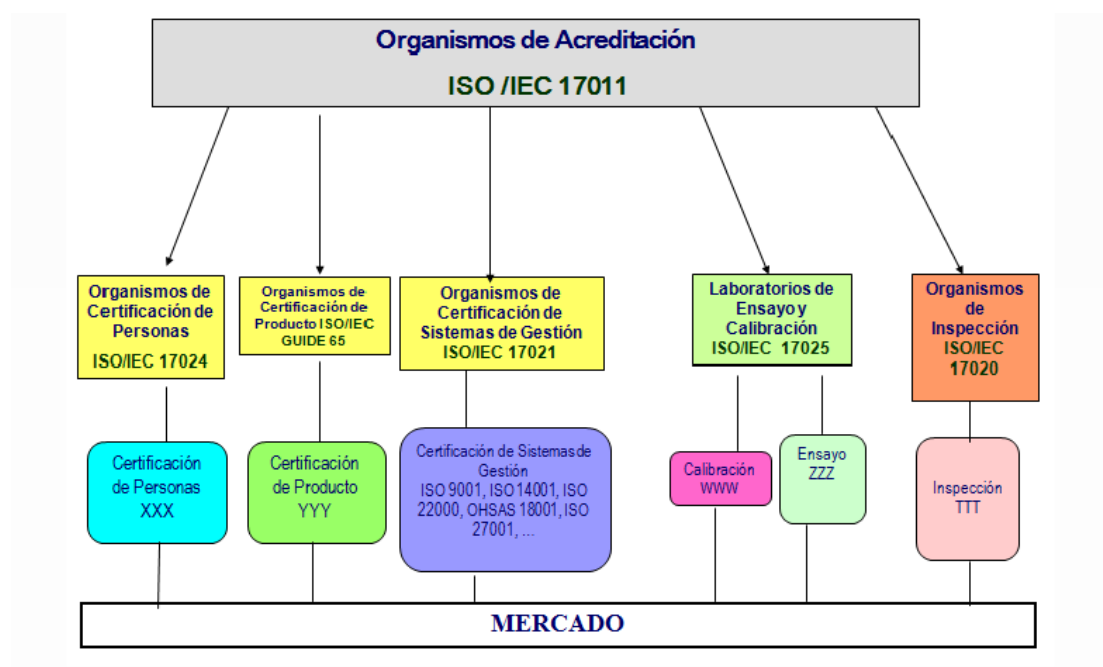 Organismos de Acreditación
ISO /IEC 17011
Organismos de
Certificación de
Personas
ISO/IEC 17024
Organismos de
Certificación de
Producto ISO/IEC
GUIDE 65
Organismos de
Certificación de
Sistemas de Gestión
ISO/IEC 17021
Laboratorios de
Ensayo y
Calibración
ISO/IEC 17025
Organismos
de
Inspección
ISO/IEC
17020
Certificación
de Personas
XXX
Certificación
de Producto
YYY
Certificación de Sistemas de
Gestión
ISO 9001, ISO 14001, ISO
22000, OHSAS 18001, ISO
27001, ...
Calibración
WWW
Ensayo
ZZZ
Inspección
TTT
MERCADO